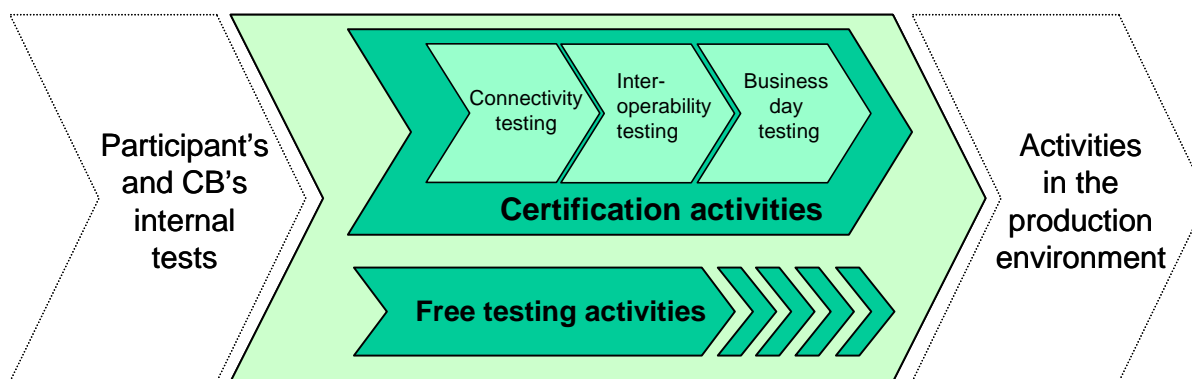 Participant's
and CB's
internal
tests
Connectivity
testing
Inter-
operability
testing
Business
day
testing
Certification activities
Free testing activities
Activities
in the
production
environment